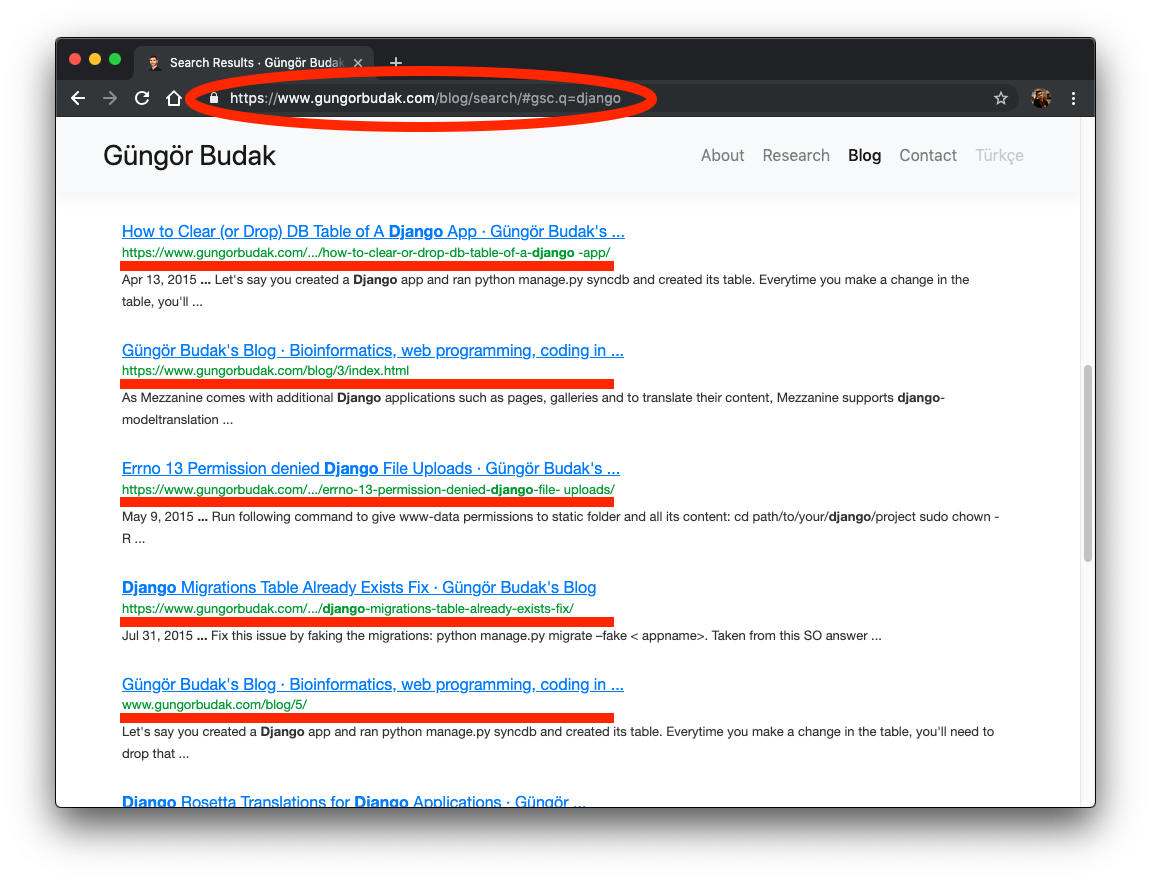 Search Results · Güngör Budak
https://www.gungorbudak.com/blog/search/#gsc.q=django
Güngör Budak
About Research Blog Contact Türkçe
How to Clear (or Drop) DB Table of A Django App · Güngör Budak's ...
https://www.gungorbudak.com/.../how-to-clear-or-drop-db-table-of-a-django -app/
Apr 13, 2015 ... Let's say you created a Django app and ran python manage.py syncdb and created its table. Everytime you make a change in the
table, you'll ...
Güngör Budak's Blog · Bioinformatics, web programming, coding in ...
https://www.gungorbudak.com/blog/3/index.html
As Mezzanine comes with additional Django applications such as pages, galleries and to translate their content, Mezzanine supports django-
modeltranslation ...
Errno 13 Permission denied Django File Uploads · Güngör Budak's ...
https://www.gungorbudak.com/.../errno-13-permission-denied-django-file- uploads/
May 9, 2015 ... Run following command to give www-data permissions to static folder and all its content: cd path/to/your/django/project sudo chown -
R ...
Django Migrations Table Already Exists Fix · Güngör Budak's Blog
https://www.gungorbudak.com/.../django-migrations-table-already-exists-fix/
Jul 31, 2015 ... Fix this issue by faking the migrations: python manage.py migrate –fake < appname>. Taken from this SO answer ...
Güngör Budak's Blog · Bioinformatics, web programming, coding in ...
www.gungorbudak.com/blog/5/
Let's say you created a Django app and ran python manage.py syncdb and created its table. Everytime you make a change in the table, you'll need to
drop that ...
Django Rosetta Translations for Django Applications · Güngör ...